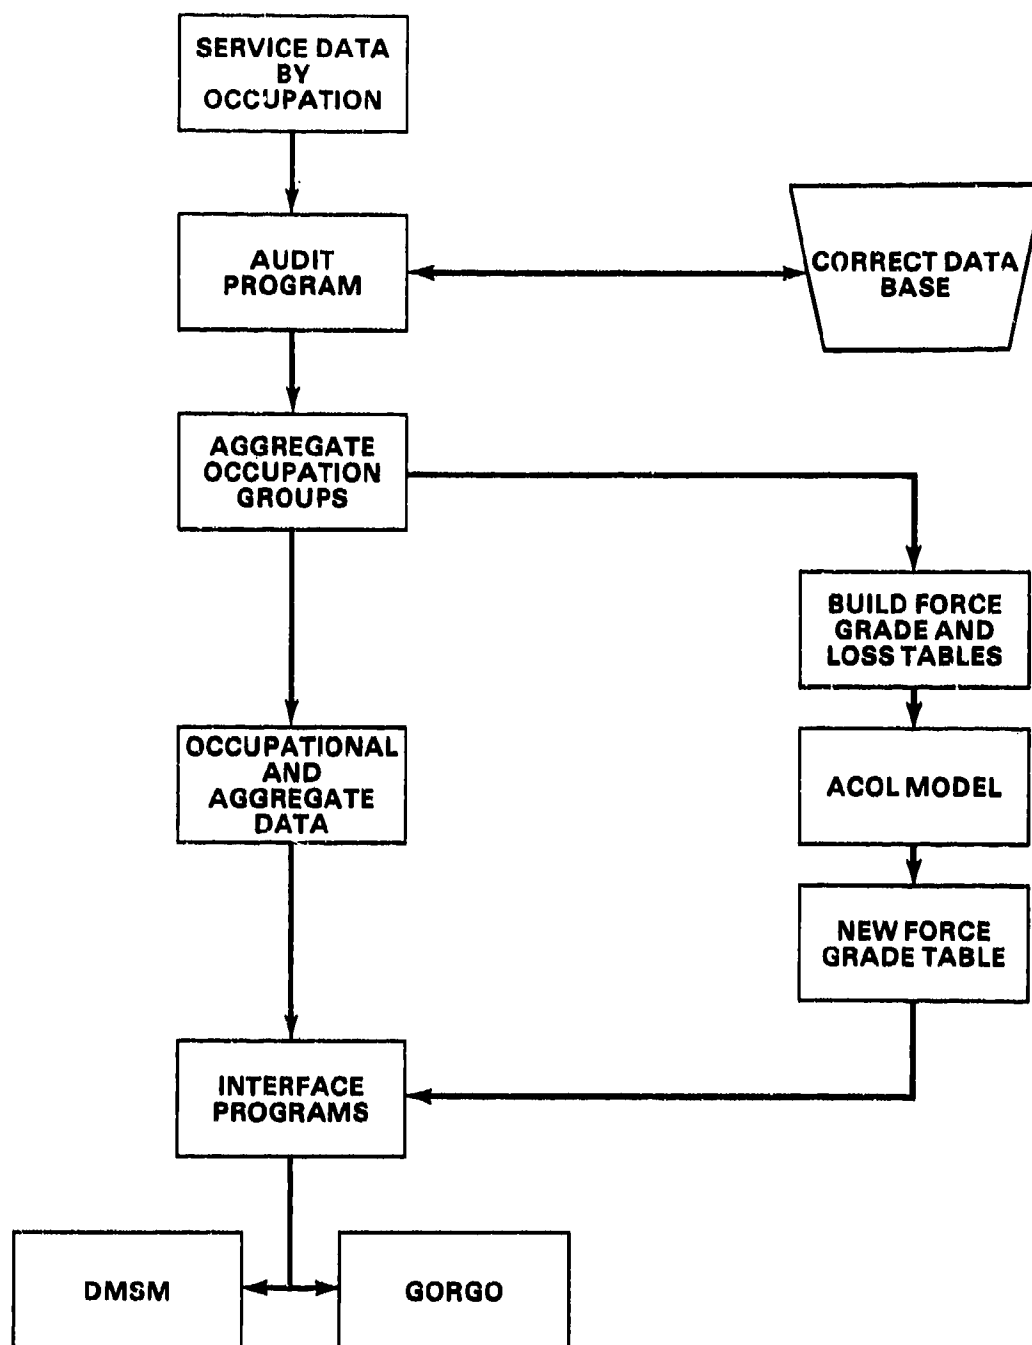 SERVICE DATA
BY
OCCUPATION
AUDIT
PROGRAM
CORRECT DATA
BASE
AGGREGATE
OCCUPATION
GROUPS
BUILD FORCE
GRADE AND
LOSS TABLES
OCCUPATIONAL
AND
AGGREGATE
DATA
ACOL MODEL
NEW FORCE
GRADE TABLE
INTERFACE
PROGRAMS
DMSM
GORGO